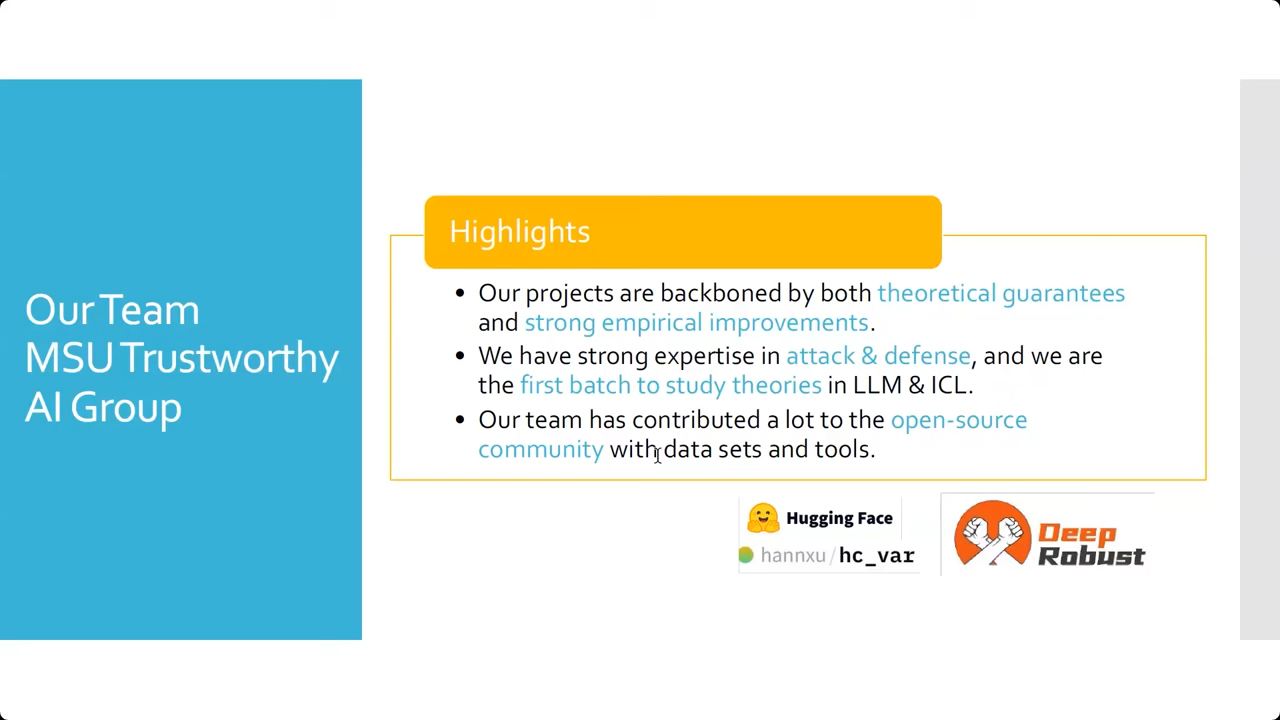 Our Team
MSU Trustworthy
AI Group
Highlights
• Our projects are backboned by both theoretical guarantees
and strong empirical improvements.
• We have strong expertise in attack & defense, and we are
the first batch to study theories in LLM & ICL.
• Our team has contributed a lot to the open-source
community with data sets and tools.
Hugging Face
hannxu/hc_var
Deep
Robust